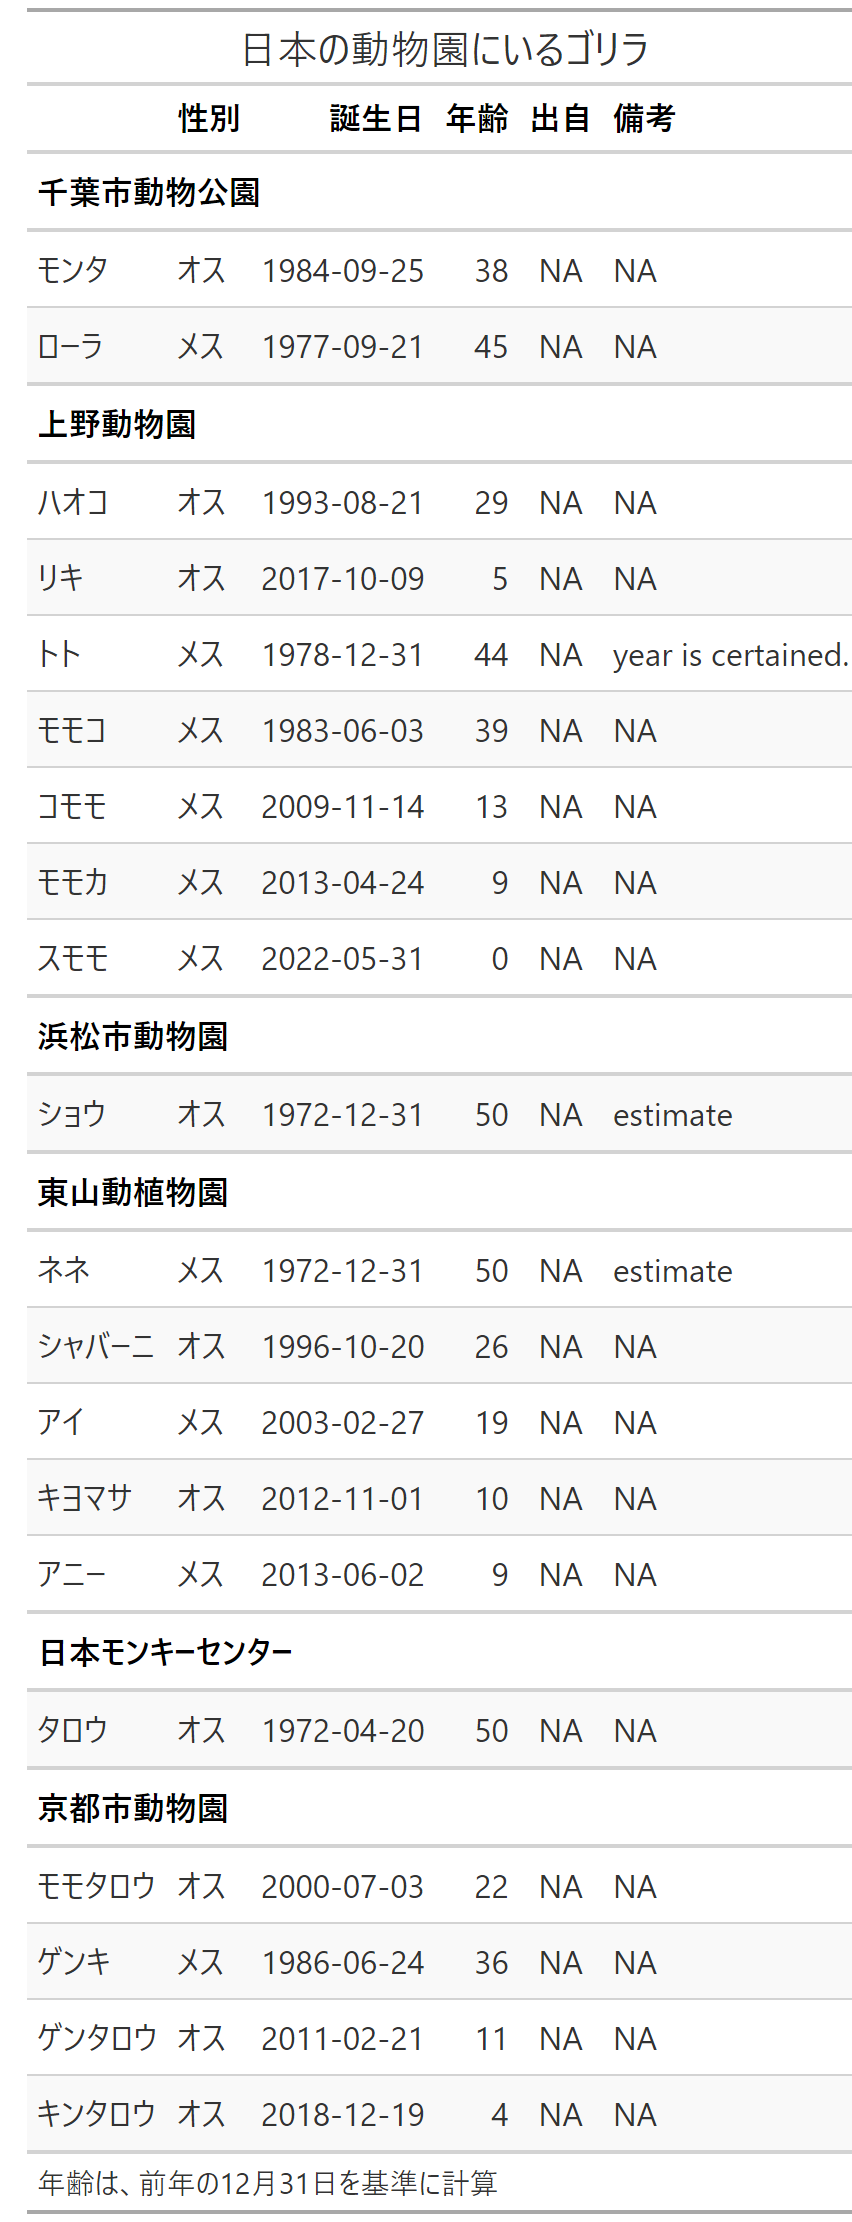 日本の動物園にいるゴリラ
性別 誕生日 年齢 出自 備考
千葉市動物公園
モンタ オス 1984-09-25 38 NA NA
ローラ メス 1977-09-21 45 NA NA
上野動物園
ハオコ オス 1993-08-21 29 NA NA
リキ オス 2017-10-09 5 NA NA
トト メス 1978-12-31 44 NA year is certained.
モモコ メス 1983-06-03 39 NA NA
コモモ メス 2009-11-14 13 NA NA
モモカ メス 2013-04-24 9 NA NA
スモモ メス 2022-05-31 0 NA NA
浜松市動物園
ショウ オス 1972-12-31 50 NA estimate
東山動植物園
ネネ メス 1972-12-31 50 NA estimate
シャバーニ オス 1996-10-20 26 NA NA
アイ メス 2003-02-27 19 NA NA
キヨマサ オス 2012-11-01 10 NA NA
アニー メス 2013-06-02 9 NA NA
日本モンキーセンター
タロウ オス 1972-04-20 50 NA NA
京都市動物園
モモタロウ オス 2000-07-03 22 NA NA
ゲンキ メス 1986-06-24 36 NA NA
ゲンタロウ オス 2011-02-21 11 NA NA
キンタロウ オス 2018-12-19 4 NA NA
年齢は、前年の12月31日を基準に計算